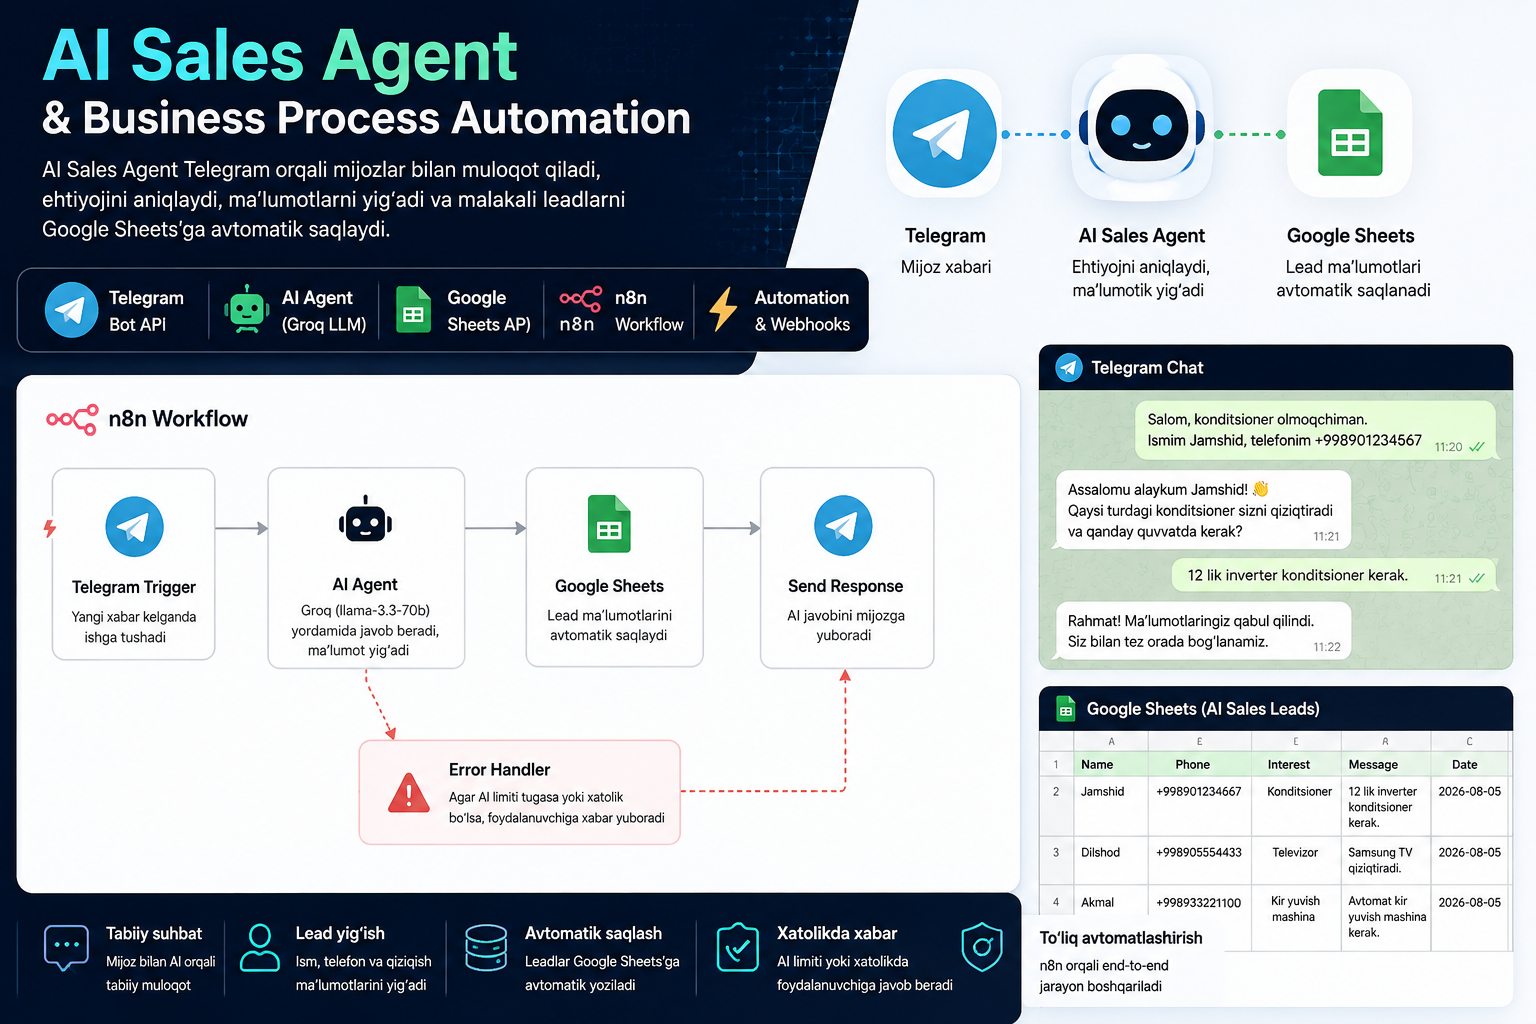 AI Sales Agent
& Business Process Automation
AI Sales Agent Telegram orqali mijozlar bilan muloqot qiladi,
ehtiyojini aniqlaydi, ma'lumotlarni yig'adi va malakali leadlarni
Google Sheets'ga avtomatik saqlaydi.
Telegram
Bot API
AI Agent
(Groq LLM)
Google
Sheets AP)
n8n
n8n
Workflow
Automation
& Webhooks
Telegram
Mijoz xabari
AI Sales Agent
Ehtiyojni aniqlaydi,
ma'lumotik yig'adi
Google Sheets
Lead ma'lumotlari
avtomatik saqlanadi
n8n Workflow
Telegram Trigger
Yangi xabar kelganda
ishga tushadi
AI Agent
Groq (llama-3.3-70b)
yordamida javob beradi,
ma'lumot yig'adi
Google Sheets
Lead ma'lumotlarini
avtomatik saqlaydi
Send Response
AI javobini mijozga
yuboradi
Error Handler
Agar AI limiti tugasa yoki xatolik
bo'lsa, foydalanuvchiga xabar yuboradi
Telegram Chat
Salom, konditsioner olmoqchiman.
Ismim Jamshid, telefonim +998901234567
11:20
Assalomu alaykum Jamshid! 👋
Qaysi turdagi konditsioner sizni qiziqtiradi
va qanday quvvatda kerak?
11:21
12 lik inverter konditsioner kerak.
11:21
Rahmat! Ma'lumotlaringiz qabul qilindi.
Siz bilan tez orada bog'lanamiz.
11:22
Google Sheets (AI Sales Leads)
A E E A C
1 Name Phone Interest Message Date
2 Jamshid +998901234667 Konditsioner 12 lik inverter konditsioner kerak. 2026-08-05
3 Dilshod +998905554433 Televizor Samsung TV qiziqtiradi. 2026-08-05
4 Akmal +998933221100 Kir yuvish mashina Avtomat kir yuvish mashina kerak. 2026-08-05
Tabiiy suhbat
Mijoz bilan AI orqali
tabiiy muloqot
Lead yig'ish
Ism, telefon va qiziqish
ma'lumotlarini yig'adi
Avtomatik saqlash
Leadlar Google Sheets'ga
avtomatik yoziladi
Xatolikda xabar
AI limiti yoki xatolikda
foydalanuvchiga javob beradi
To'liq avtomatlashtirish
n8n orqali end-to-end
jarayon boshqariladi